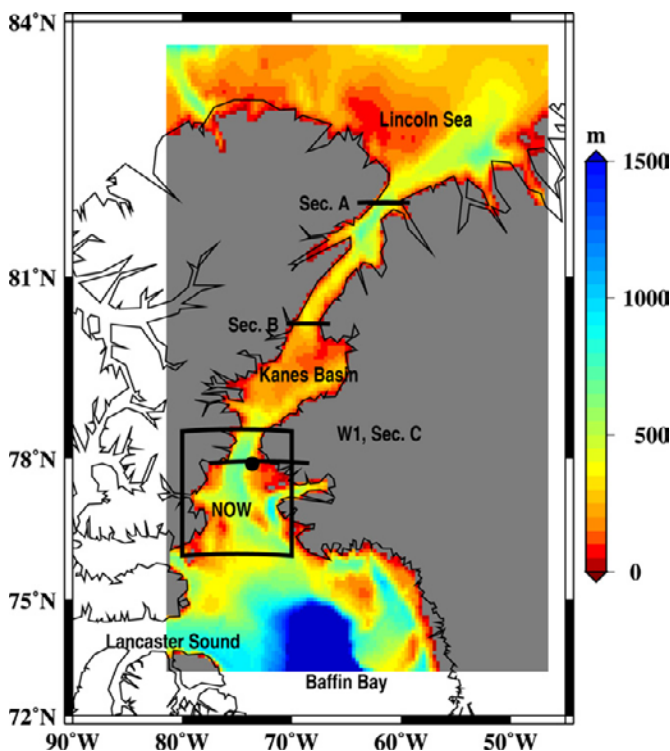 84°N
Lincoln Sea
m
1500
Sec. A
81°N
1000
Sec. B
Kanes Basin
500
W1, Sec. C
78°N
NOW
0
75°N
Lancaster Sound
Baffin Bay
72°N
90°W 80°W 70°W 60°W 50°W